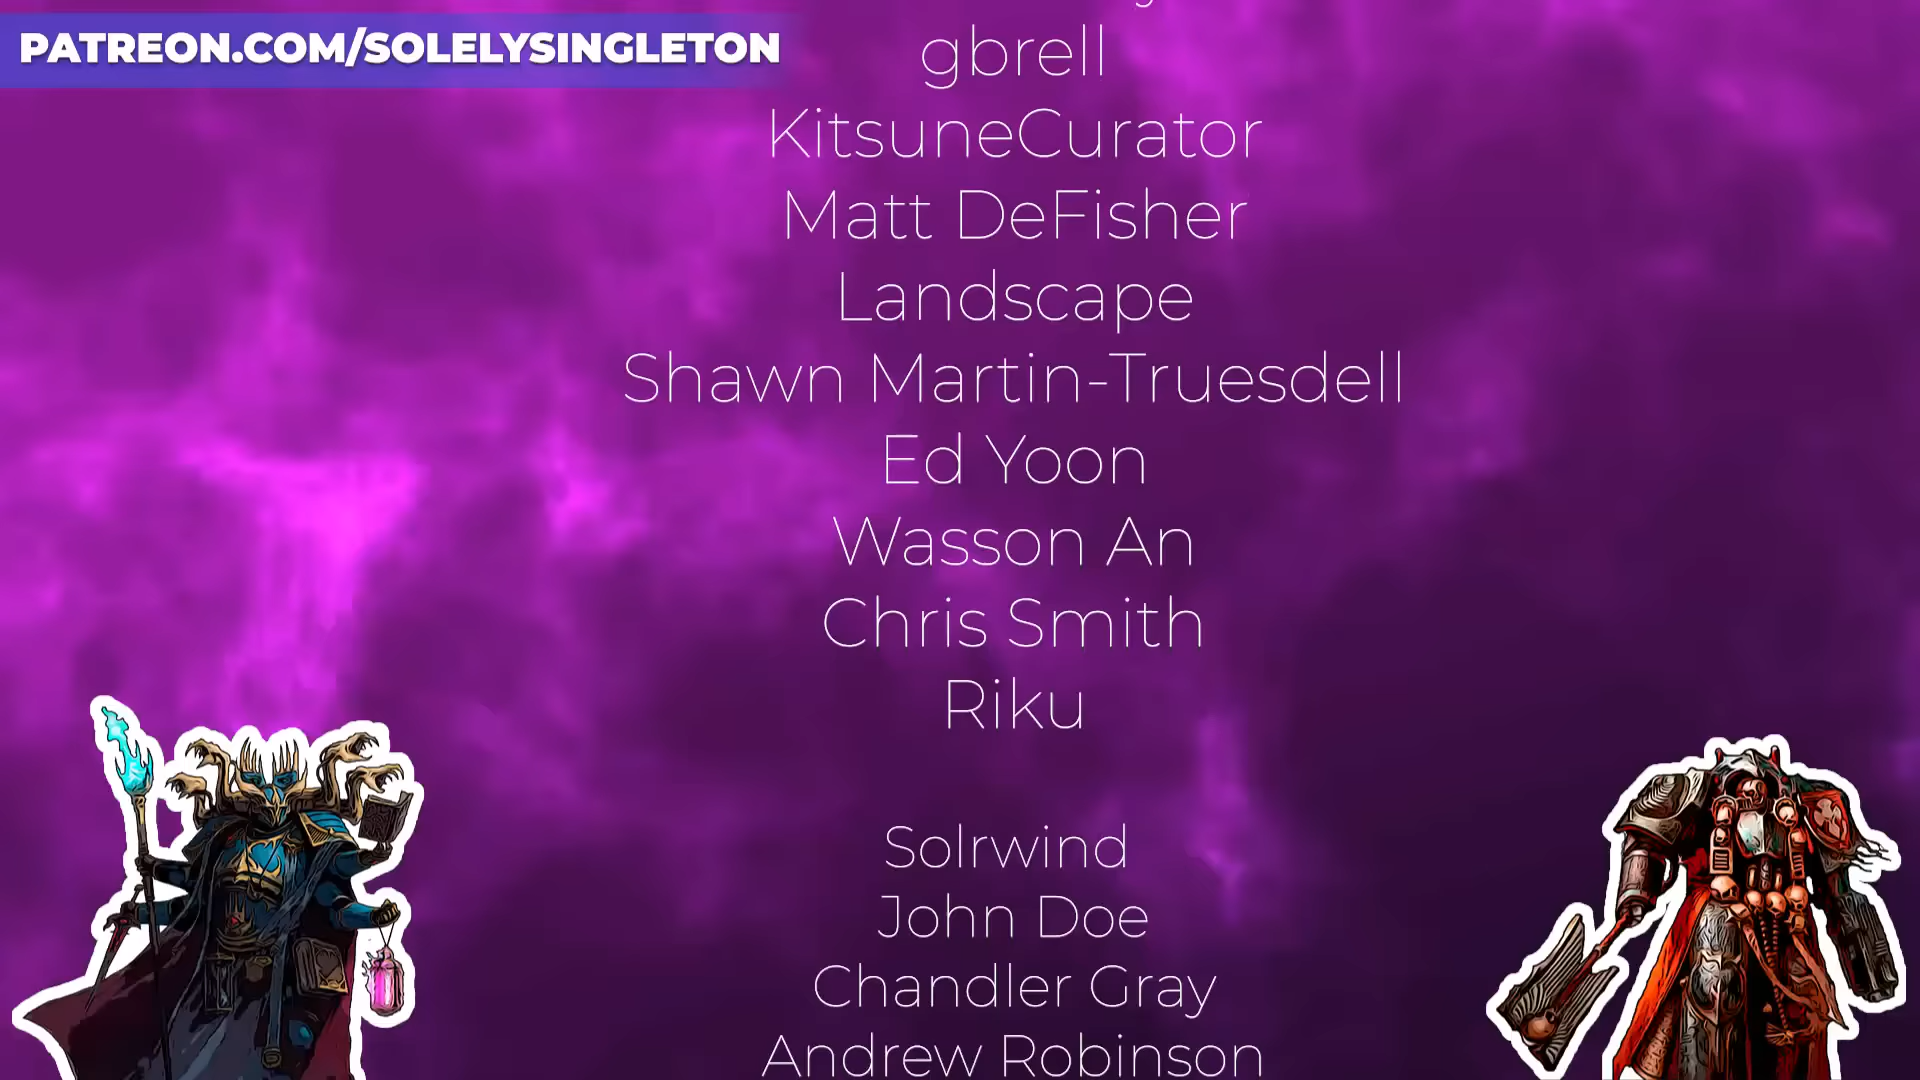 PATREON.COM/SOLELYSINGLETON
gbrell
KitsuneCurator
Matt DeFisher
Landscape
Shawn Martin-Truesdell
Ed Yoon
Wasson An
Chris Smith
Riku
Solrwind
John Doe
Chandler Gray
Andrew Robinson